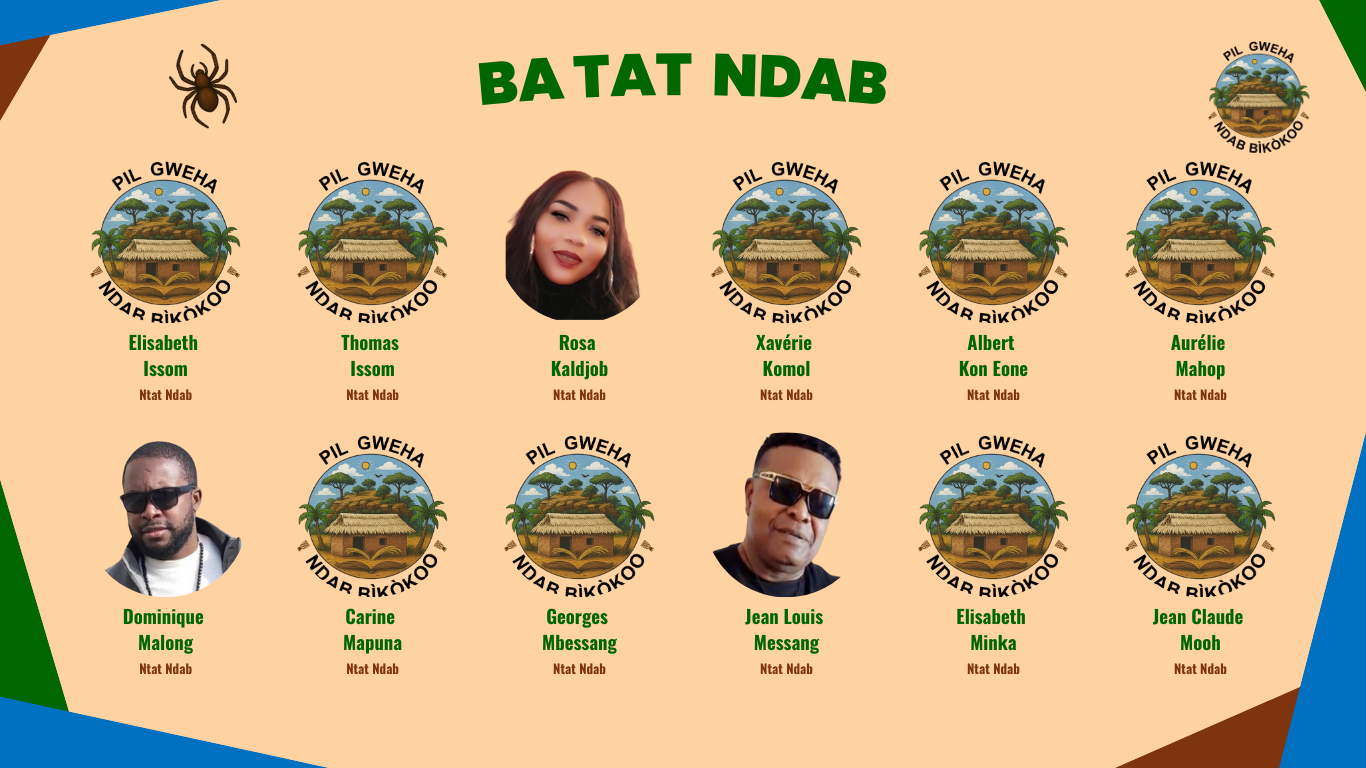 BA TAT NDAB
PIL GWEHA
NDAB BÌKÒKOO
PIL GWEHA
NDAB BÌKÒKOO
PIL GWEHA
NDAB BÌKÒKOO
PIL GWEHA
NDAB BÌKÒKOO
PIL GWEHA
NDAB BÌKÒKOO
PIL GWEHA
NDAB BÌKÒKOO
Elisabeth
Issom
Ntat Ndab
Thomas
Issom
Ntat Ndab
Rosa
Kaldjob
Ntat Ndab
Xavérie
Komol
Ntat Ndab
Albert
Kon Eone
Ntat Ndab
Aurélie
Mahop
Ntat Ndab
PIL GWEHA
NDAB BÌKÒKOO
PIL GWEHA
NDAB BÌKÒKOO
PIL GWEHA
NDAB BÌKÒKOO
PIL GWEHA
NDAB BÌKÒKOO
Dominique
Malong
Ntat Ndab
Carine
Mapuna
Ntat Ndab
Georges
Mbessang
Ntat Ndab
Jean Louis
Messang
Ntat Ndab
Elisabeth
Minka
Ntat Ndab
Jean Claude
Mooh
Ntat Ndab